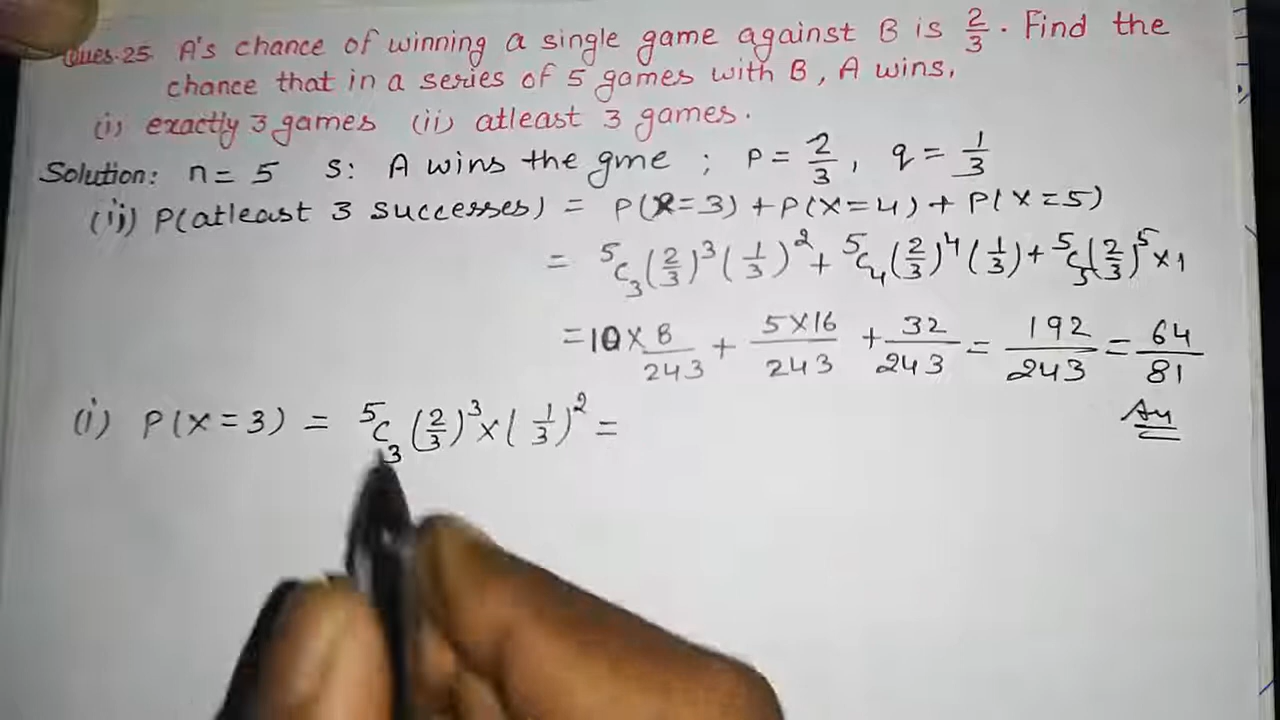 Ques.25. A's chance of winning a single game against B is 2/3. Find the
chance that in a series of 5 games with B, A wins,
(i) exactly 3 games (ii) atleast 3 games.
Solution: n = 5 S: A wins the gme ; P = 2/3, q = 1/3
(ii) P(atleast 3 successes) = P(X=3) + P(X=4) + P(X=5)
= ⁵C₃ (2/3)³ (1/3)² + ⁵C₄ (2/3)⁴ (1/3) + ⁵C₅ (2/3)⁵ × 1
= 10 × 8/243 + 5×16/243 + 32/243 = 192/243 = 64/81
(i) P(X = 3) = ⁵C₃ (2/3)³ × (1/3)² =
Ans